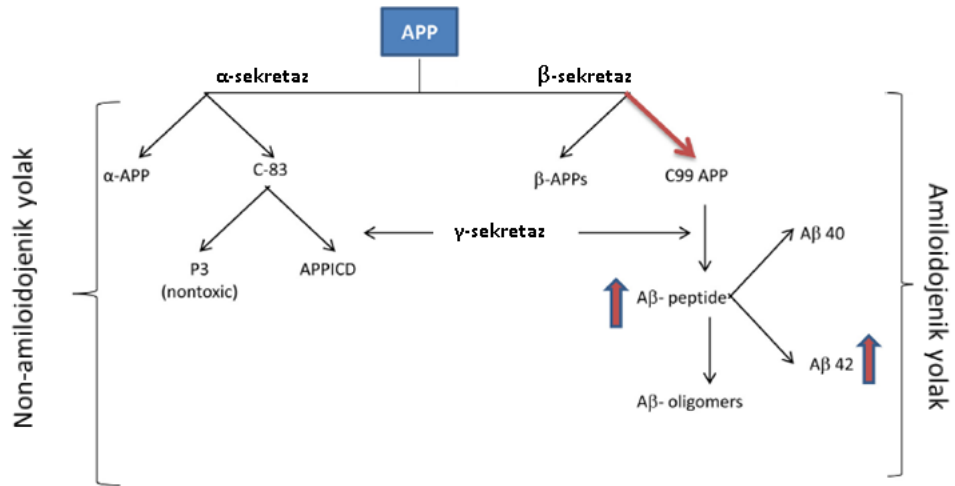 APP
α-sekretaz
β-sekretaz
α-APP
C-83
β-APPs
C99 APP
γ-sekretaz
Aβ 40
P3
(nontoxic)
APPICD
Aβ- peptide
Aβ 42
Aβ- oligomers
Non-amiloidojenik yolak
Amiloidojenik yolak